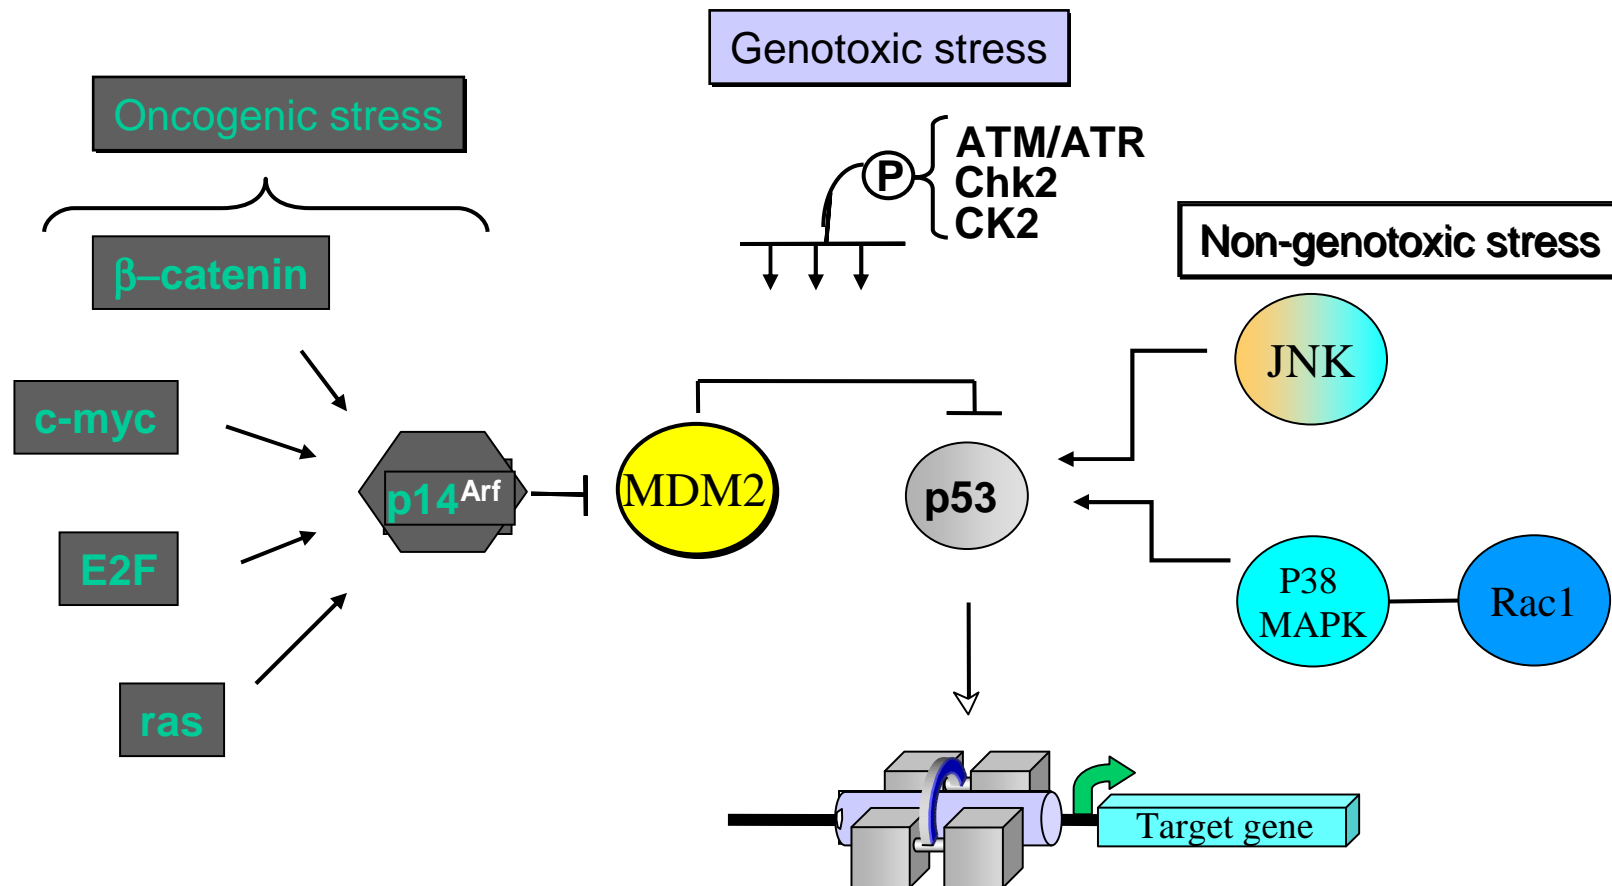 Genotoxic stress
Oncogenic stress
ATM/ATR
P
Chk2
CK2
Non-genotoxic stress
β–catenin
JNK
c-myc
p14Arf
MDM2
p53
E2F
P38
MAPK
Rac1
ras
Target gene